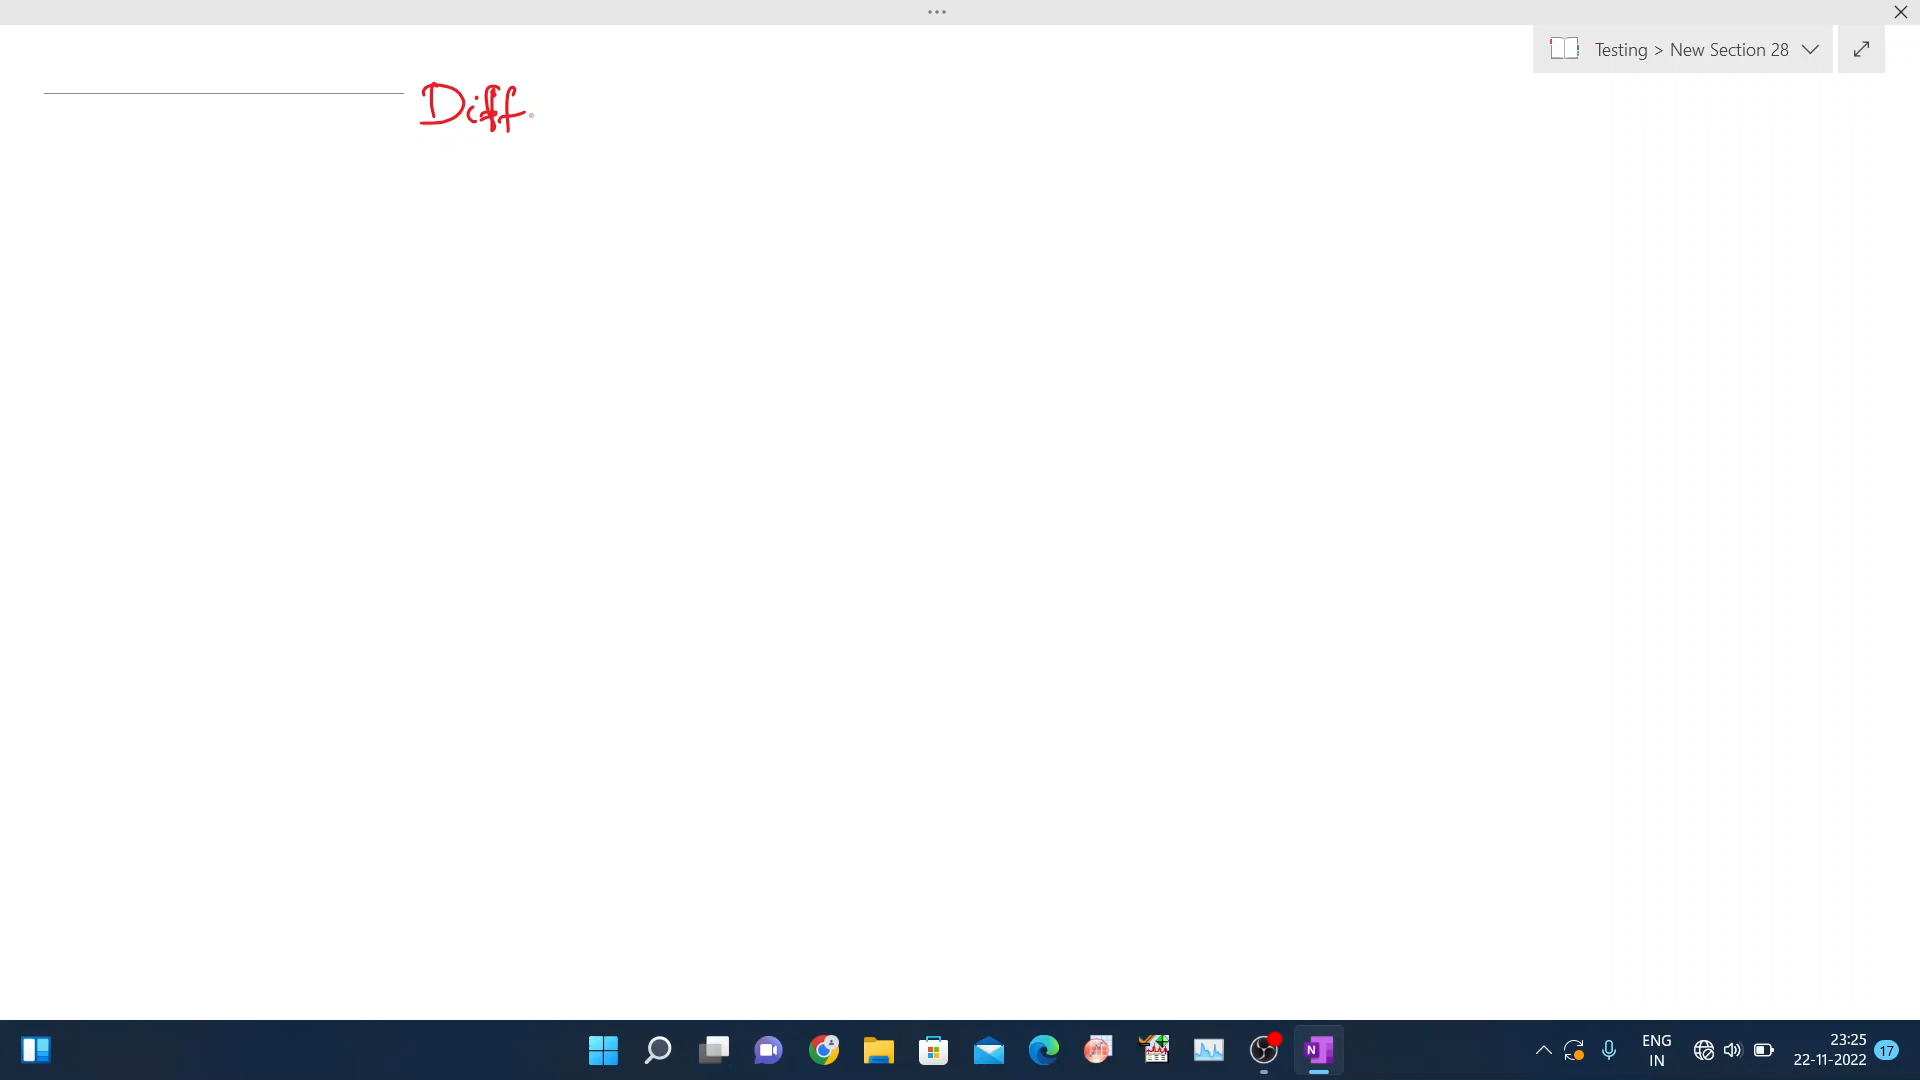 Testing > New Section 28
Diff
ENG
IN
23:25
22-11-2022
17